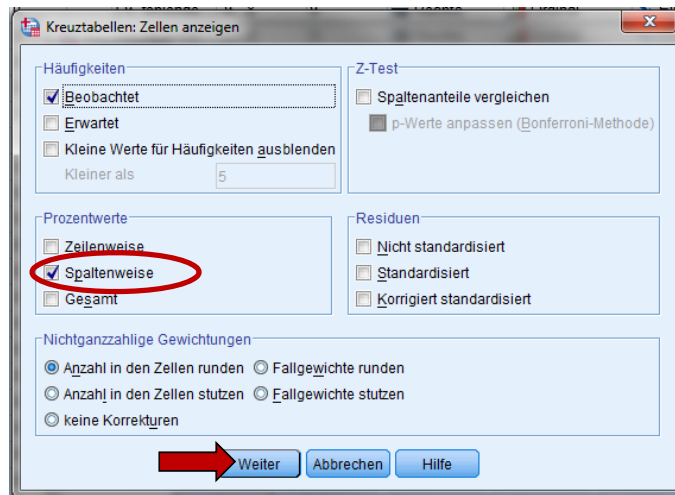 Kreuztabellen: Zellen anzeigen
Häufigkeiten
Beobachtet
Erwartet
Kleine Werte für Häufigkeiten ausblenden
Kleiner als 5
Z-Test
Spaltenanteile vergleichen
p-Werte anpassen (Bonferroni-Methode)
Prozentwerte
Zeilenweise
Spaltenweise
Gesamt
Residuen
Nicht standardisiert
Standardisiert
Korrigiert standardisiert
Nichtganzzahlige Gewichtungen
Anzahl in den Zellen runden Fallgewichte runden
Anzahl in den Zellen stutzen Fallgewichte stutzen
keine Korrekturen
Weiter Abbrechen Hilfe